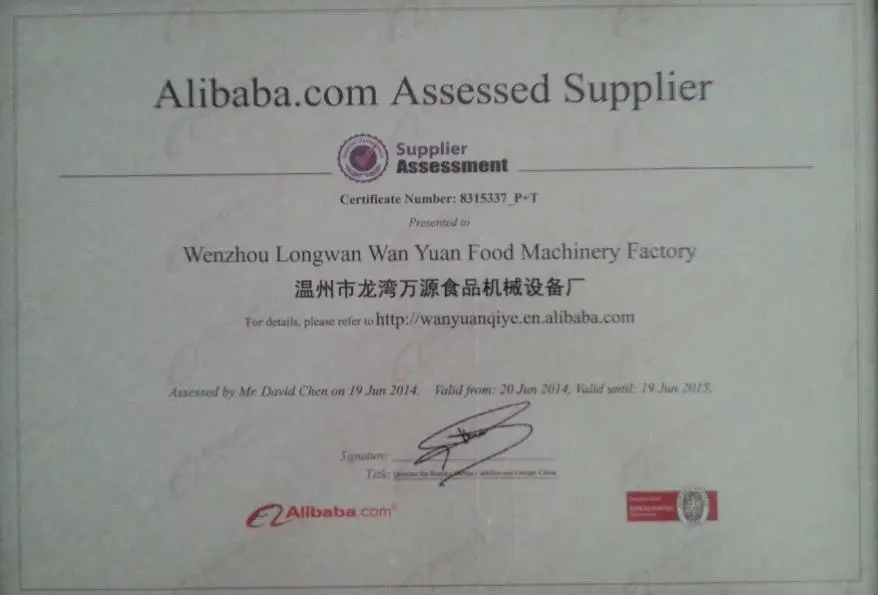 Alibaba.com Assessed Supplier
Supplier
Assessment
Certificate Number: 8315337_P+T
Presented to
Wenzhou Longwan Wan Yuan Food Machinery Factory
温州市龙湾万源食品机械设备厂
For details, please refer to http://wanyuanqiye.en.alibaba.com
Assessed by Mr. David Chen on 19 Jun 2014. Valid from: 20 Jun 2014, Valid until: 19 Jun 2015.
Signature:
Title:
Alibaba.com®